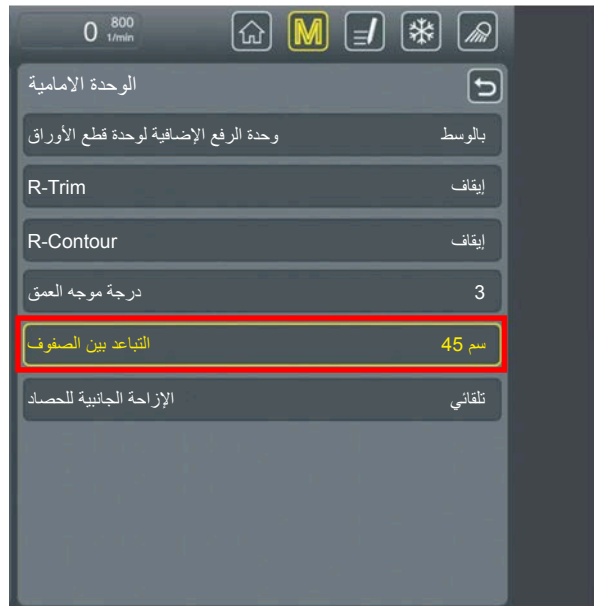 0 800 1/min
M
الوحدة الامامية
وحدة الرفع الإضافية لوحدة قطع الأوراق بالوسط
R-Trim إيقاف
R-Contour إيقاف
درجة موجه العمق 3
التباعد بين الصفوف 45 سم
الإزاحة الجانبية للحصاد تلقائي